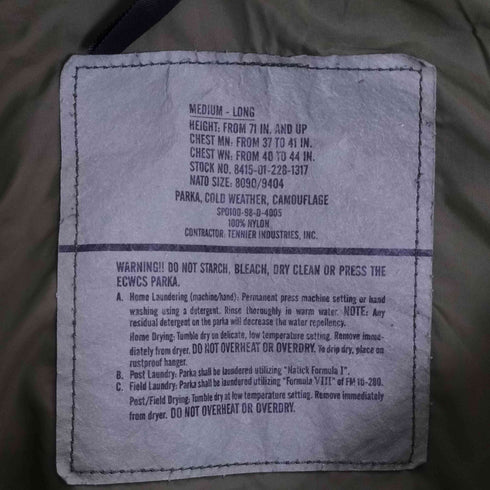 MEDIUM - LONG
HEIGHT: FROM 71 IN. AND UP
CHEST MN: FROM 37 TO 41 IN.
CHEST WN: FROM 40 TO 44 IN.
STOCK NO. 8415-01-228-1317
NATO SIZE: 8090/9404
PARKA, COLD WEATHER, CAMOUFLAGE
SPO100-98-D-4005
100% NYLON
CONTRACTOR: TENNIER INDUSTRIES, INC.
WARNING!! DO NOT STARCH, BLEACH, DRY CLEAN OR PRESS THE
ECWCS PARKA.
A. Home Laundering (machine/hand): Permanent press machine setting or hand
washing using a detergent. Rinse thoroughly in warm water. NOTE: Any
residual detergent on the parka will decrease the water repellency.
Home Drying: Tumble dry on delicate, low temperature setting. Remove immed-
iately from dryer. DO NOT OVERHEAT OR OVERDRY. To drip dry, place on
rustproof hanger.
B. Post Laundry: Parka shall be laundered utilizing "Natick Formula I".
C. Field Laundry: Parka shall be laundered utilizing "Formula VIII" of FM 10-280.
Post/Field Drying: Tumble dry at low temperature setting. Remove immediately
from dryer. DO NOT OVERHEAT OR OVERDRY.